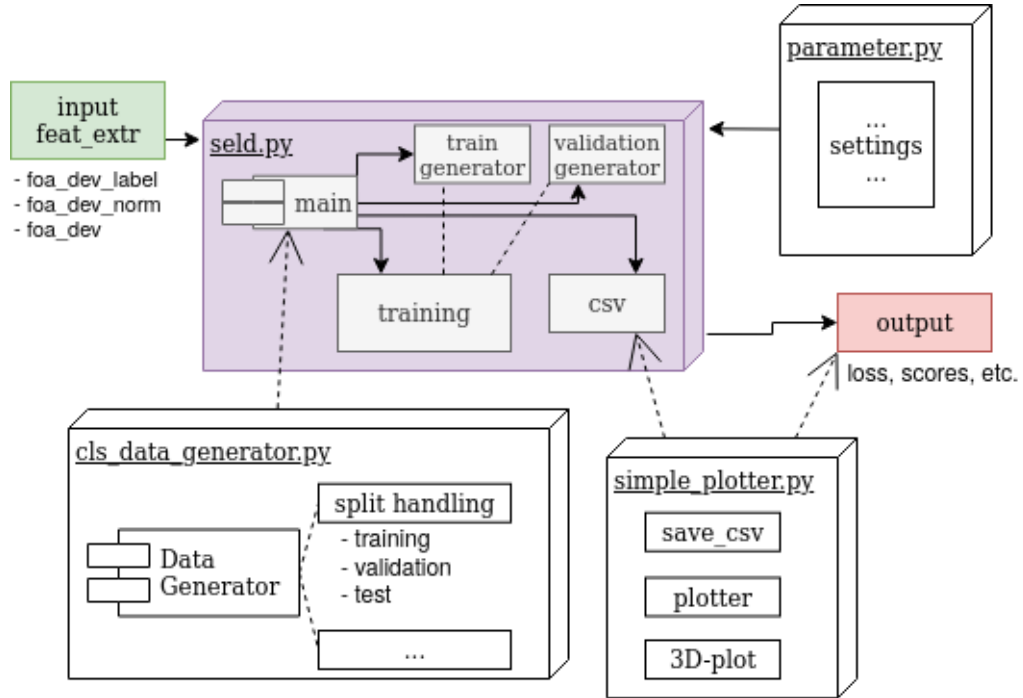 parameter.py
...
settings
...
input
feat_extr
- foa_dev_label
- foa_dev_norm
- foa_dev
seld.py
train
generator
validation
generator
main
training
csv
output
loss, scores, etc.
cls_data_generator.py
Data
Generator
split handling
- training
- validation
- test
...
simple_plotter.py
save_csv
plotter
3D-plot